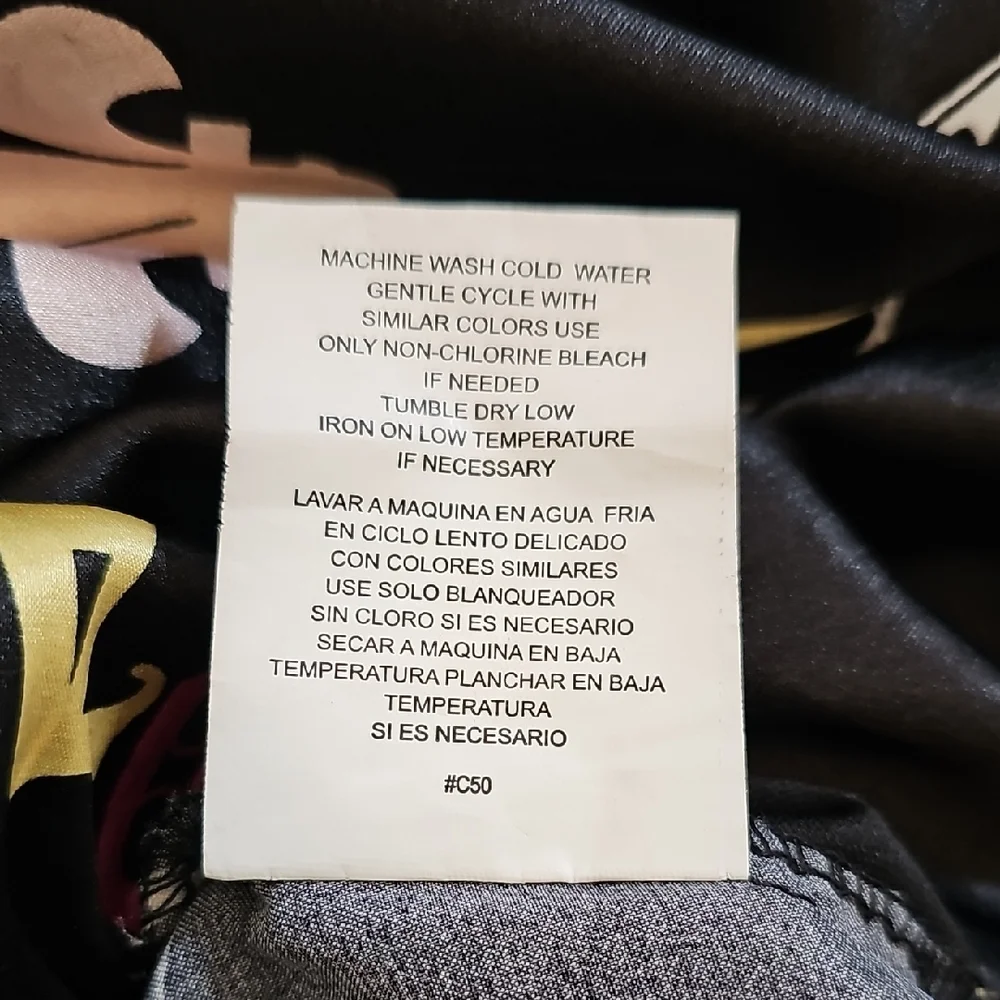 MACHINE WASH COLD WATER
GENTLE CYCLE WITH
SIMILAR COLORS USE
ONLY NON-CHLORINE BLEACH
IF NEEDED
TUMBLE DRY LOW
IRON ON LOW TEMPERATURE
IF NECESSARY
LAVAR A MAQUINA EN AGUA FRIA
EN CICLO LENTO DELICADO
CON COLORES SIMILARES
USE SOLO BLANQUEADOR
SIN CLORO SI ES NECESARIO
SECAR A MAQUINA EN BAJA
TEMPERATURA PLANCHAR EN BAJA
TEMPERATURA
SI ES NECESARIO
#C50